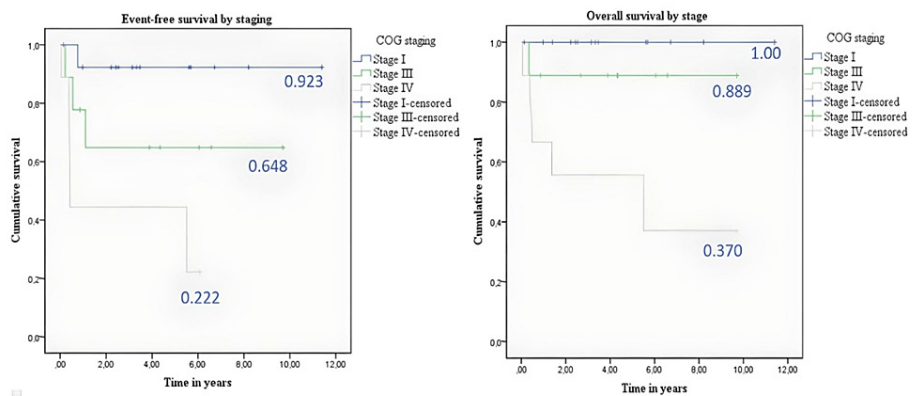 Event-free survival by staging
Cumulative survival
1,0
0,8
0,6
0,4
0,2
0,0
0.923
0.648
0.222
,00
2,00
4,00
6,00
8,00
10,00
12,00
Time in years
COG staging
Stage I
Stage III
Stage IV
Stage I-censored
Stage III-censored
Stage IV-censored
Overall survival by stage
Cumulative survival
1,0
0,8
0,6
0,4
0,2
0,0
1.00
0.889
0.370
,00
2,00
4,00
6,00
8,00
10,00
12,00
Time in years
COG staging
Stage I
Stage III
Stage IV
Stage I-censored
Stage III-censored
Stage IV-censored